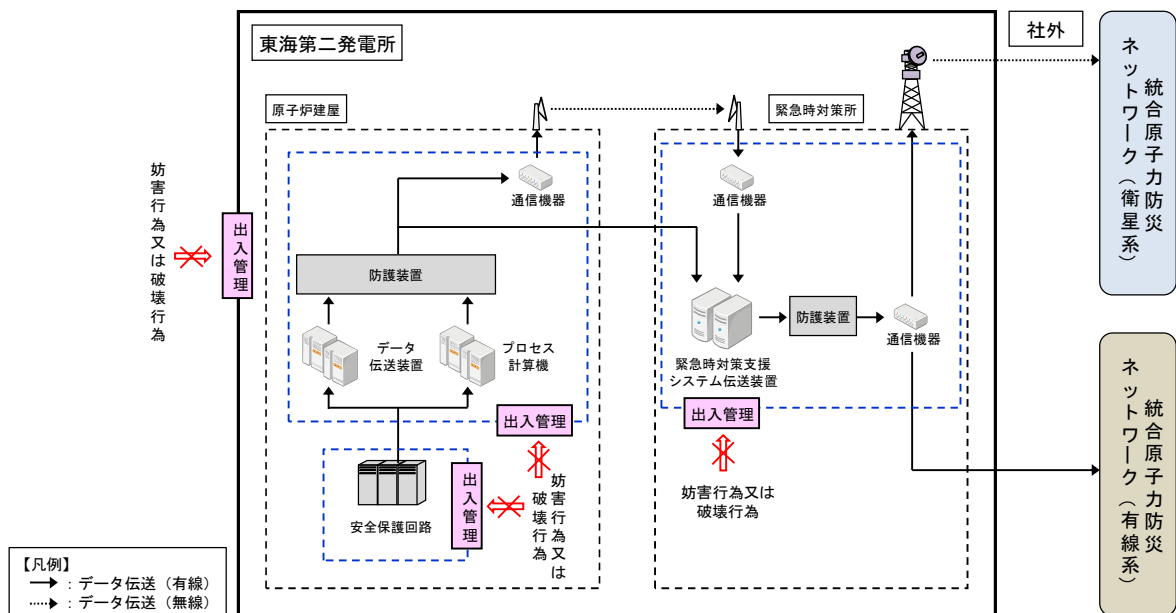 東海第二発電所
社外
統合原子力防災
ネットワーク(衛星系)
原子炉建屋
緊急時対策所
通信機器
通信機器
妨害行為又は破壊行為
出入管理
防護装置
防護装置
通信機器
データ
伝送装置
プロセス
計算機
緊急時対策支援
システム伝送装置
出入管理
出入管理
統合原子力防災
ネットワーク(有線系)
安全保護回路
出入管理
妨害行為又は
破壊行為
妨害行為又は
破壊行為
【凡例】
:データ伝送(有線)
:データ伝送(無線)